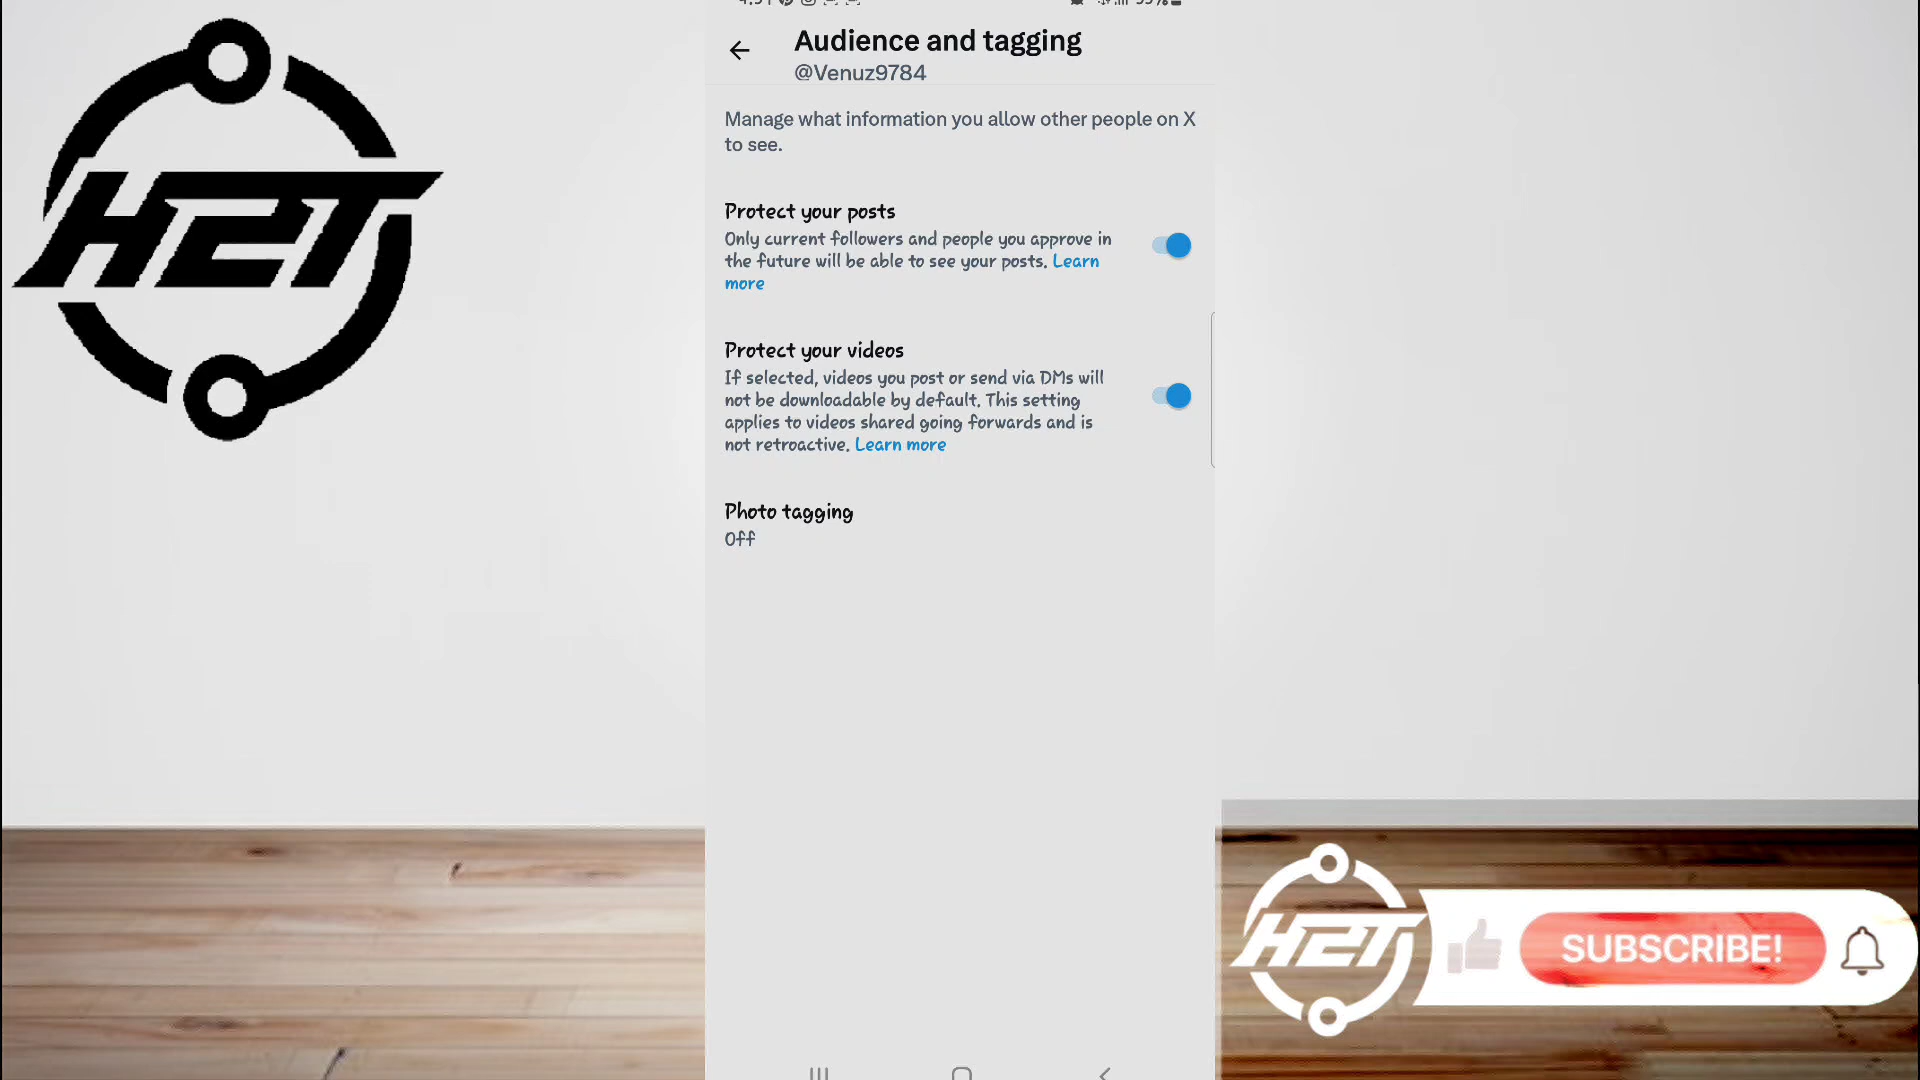 H2T
Audience and tagging
@Venuz9784
Manage what information you allow other people on X
to see.
Protect your posts
Only current followers and people you approve in
the future will be able to see your posts. Learn
more
Protect your videos
If selected, videos you post or send via DMs will
not be downloadable by default. This setting
applies to videos shared going forwards and is
not retroactive. Learn more
Photo tagging
Off
H2T
SUBSCRIBE!